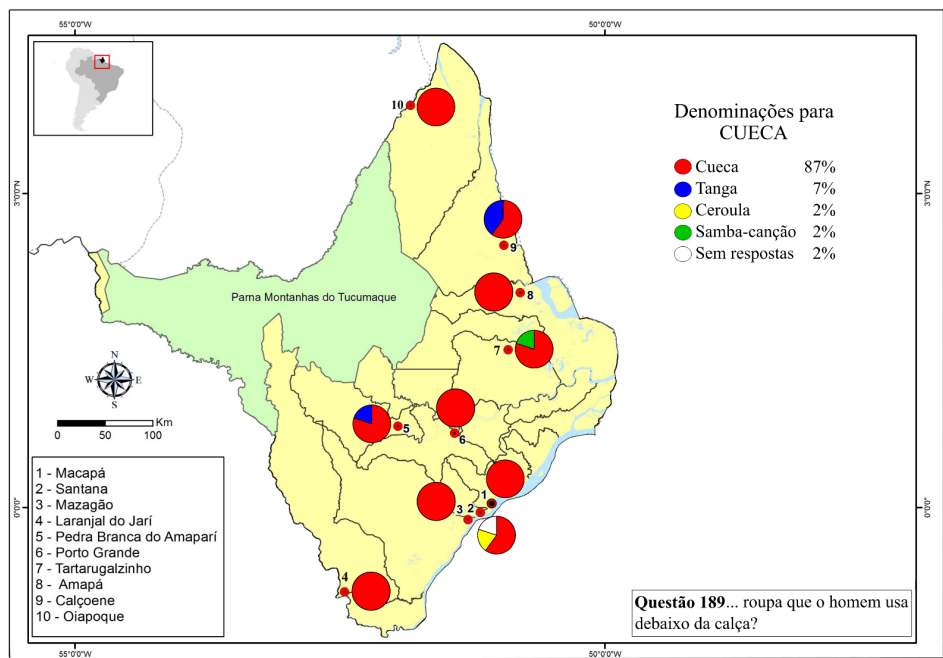 55°0'0"W
50°0'0"W
10
Denominações para
CUECA
Cueca 87%
Tanga 7%
Ceroula 2%
Samba-canção 2%
Sem respostas 2%
3°0'0"N
3°0'0"N
9
8
Parna Montanhas do Tucumaque
7
N
W E
S
0 50 100 Km
5
6
1 - Macapá
2 - Santana
3 - Mazagão
4 - Laranjal do Jarí
5 - Pedra Branca do Amaparí
6 - Porto Grande
7 - Tartarugalzinho
8 - Amapá
9 - Calçoene
10 - Oiapoque
1
2
3
0°0'0"
0°0'0"
4
Questão 189... roupa que o homem usa
debaixo da calça?
55°0'0"W
50°0'0"W